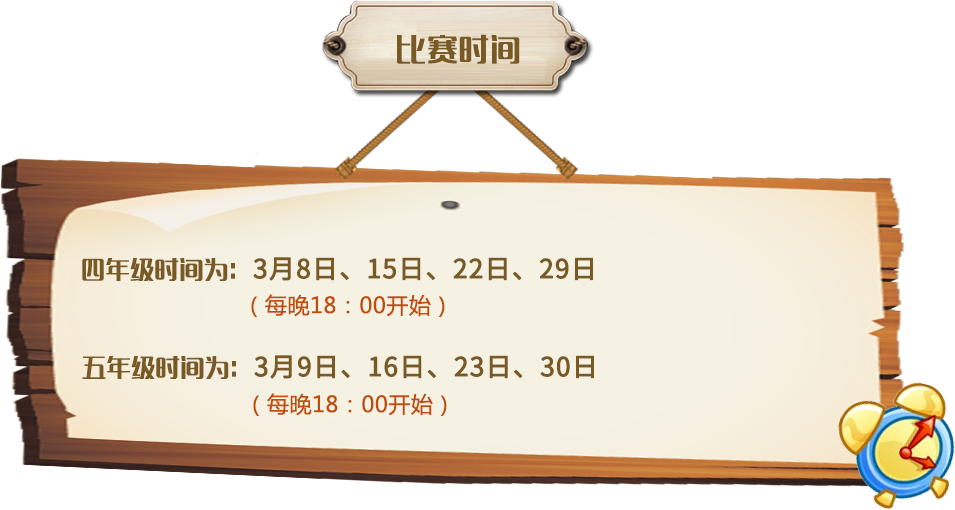 比赛时间
四年级时间为: 3月8日、15日、22日、29日
(每晚18：00开始)
五年级时间为: 3月9日、16日、23日、30日
(每晚18：00开始)